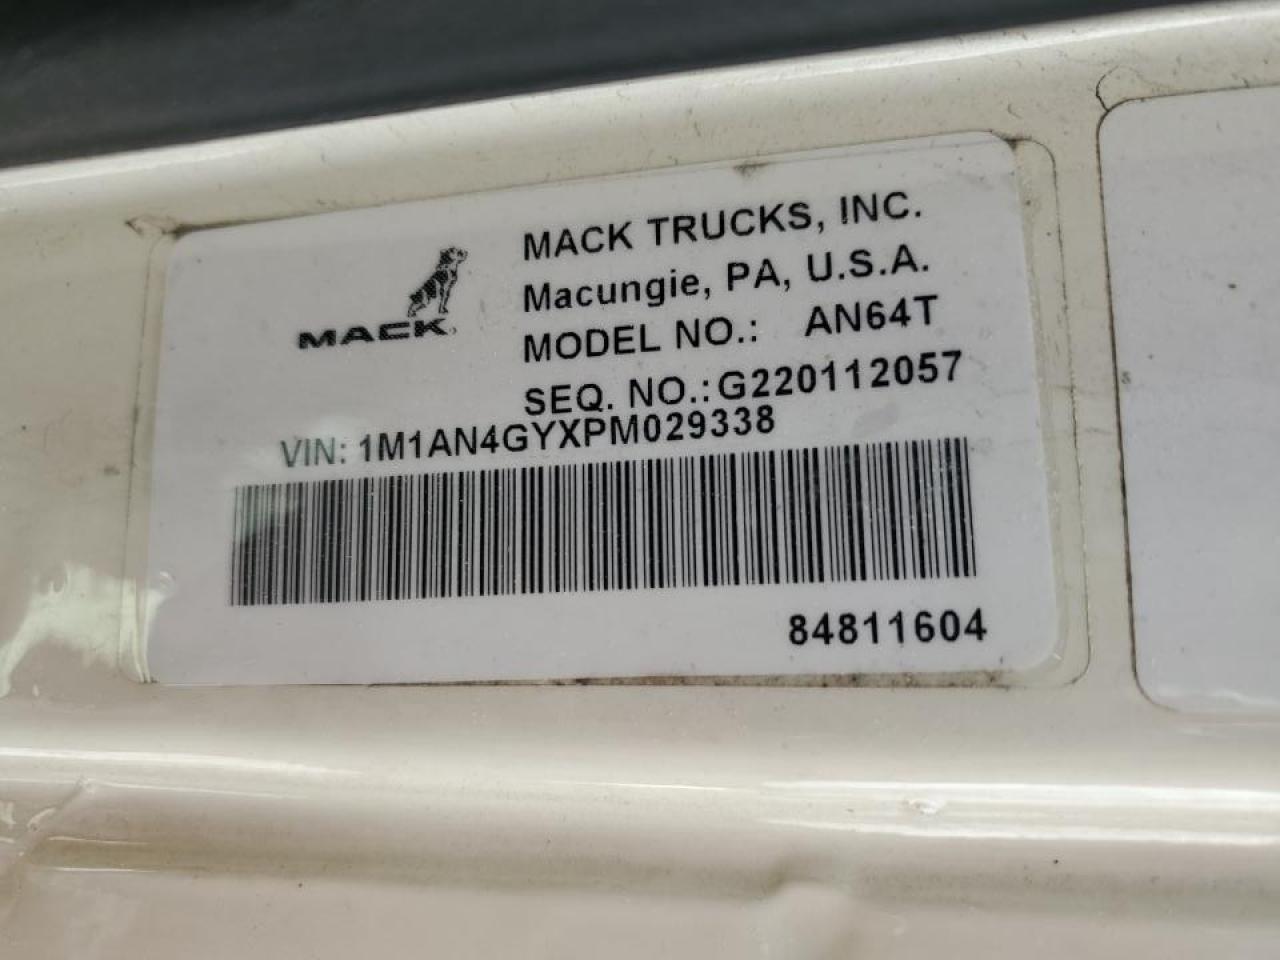 MACK
MACK TRUCKS, INC.
Macungie, PA, U.S.A.
MODEL NO.: AN64T
SEQ. NO.: G220112057
VIN: 1M1AN4GYXPM029338
84811604